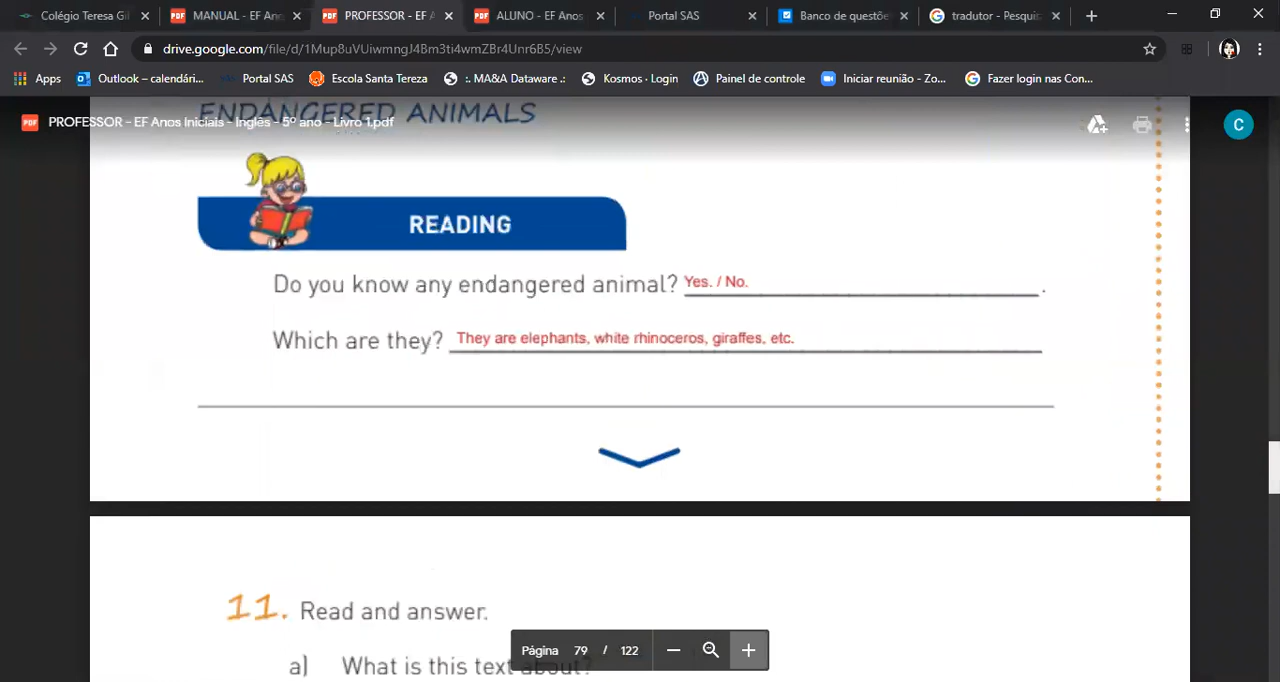 Colégio Teresa Gil
MANUAL - EF An
PROFESSOR - EF A
ALUNO - EF Anos
Portal SAS
Banco de questõe
tradutor - Pesquis
drive.google.com/file/d/1Mup8uVUiwmngJ4Bm3ti4wmZBr4Unr6B5/view
Apps
Outlook – calendári...
Portal SAS
Escola Santa Tereza
:. MA&A Dataware .:
Kosmos · Login
Painel de controle
Iniciar reunião - Zo...
Fazer login nas Con...
ENDANGERED ANIMALS
PDF PROFESSOR - EF Anos Iniciais - Inglês - 5º ano - Livro 1.pdf
C
READING
Do you know any endangered animal? Yes. / No.
Which are they? They are elephants, white rhinoceros, giraffes, etc.
11. Read and answer.
a) What is this text about?
Página 79 / 122